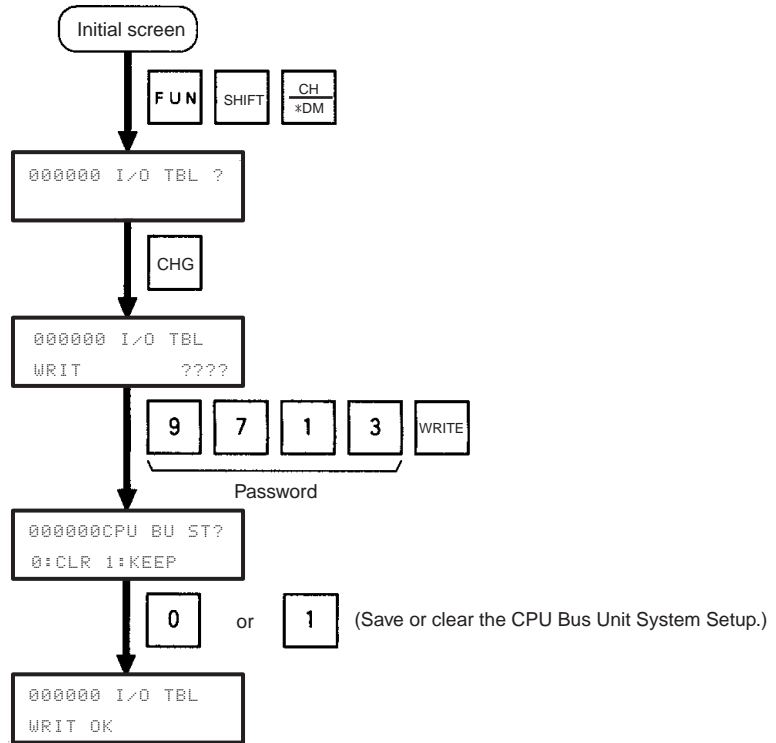 Initial screen
FUN SHIFT CH
*DM
000000 I/O TBL ?
CHG
000000 I/O TBL
WRIT ????
9 7 1 3 WRITE
Password
000000CPU BU ST?
0:CLR 1:KEEP
0 or 1 (Save or clear the CPU Bus Unit System Setup.)
000000 I/O TBL
WRIT OK